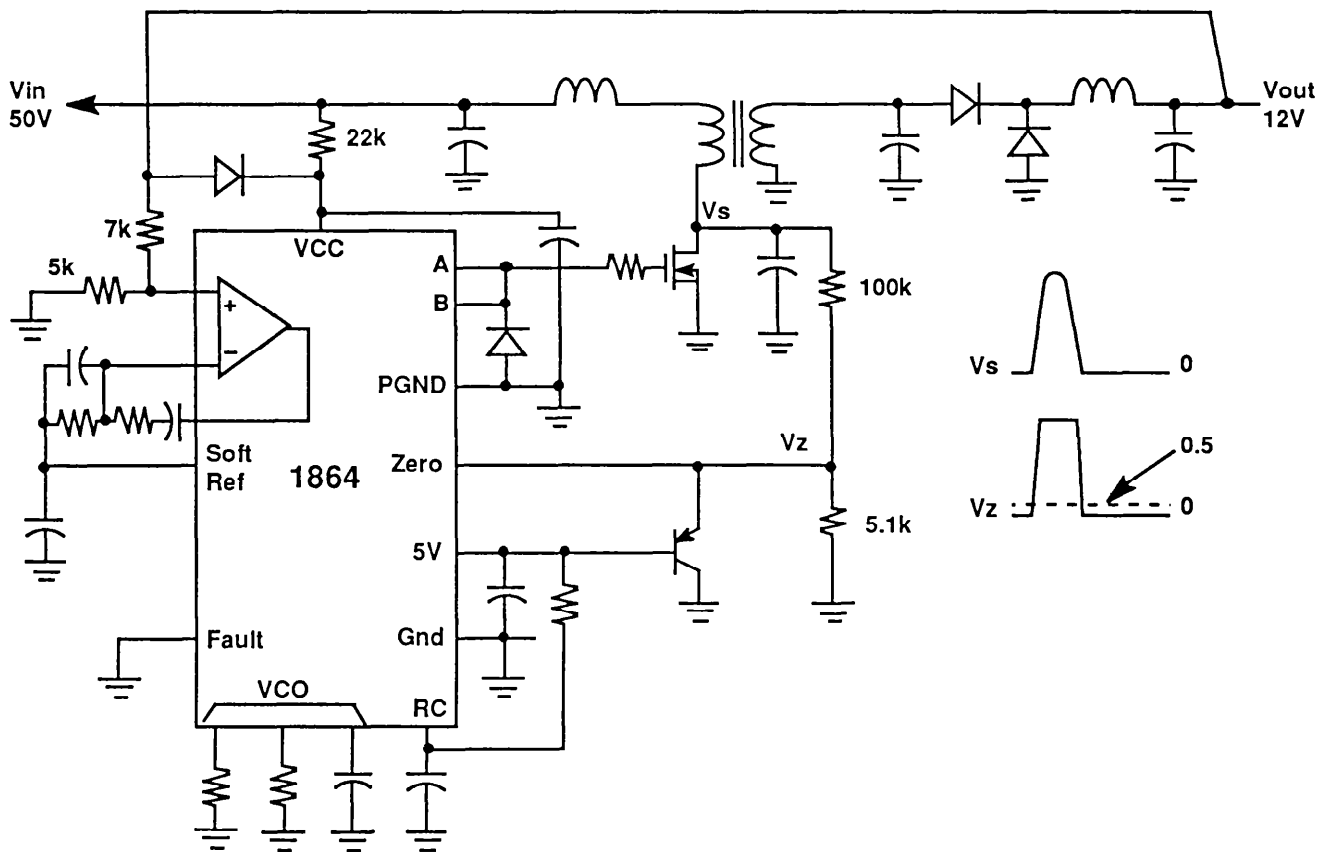 Vin
50V
22k
Vout
12V
7k
Vs
VCC
5k
A
B
100k
+
−
PGND
Vs
0
Soft
Ref
1864
Zero
Vz
0.5
Vz
0
5V
5.1k
Fault
Gnd
VCO
RC